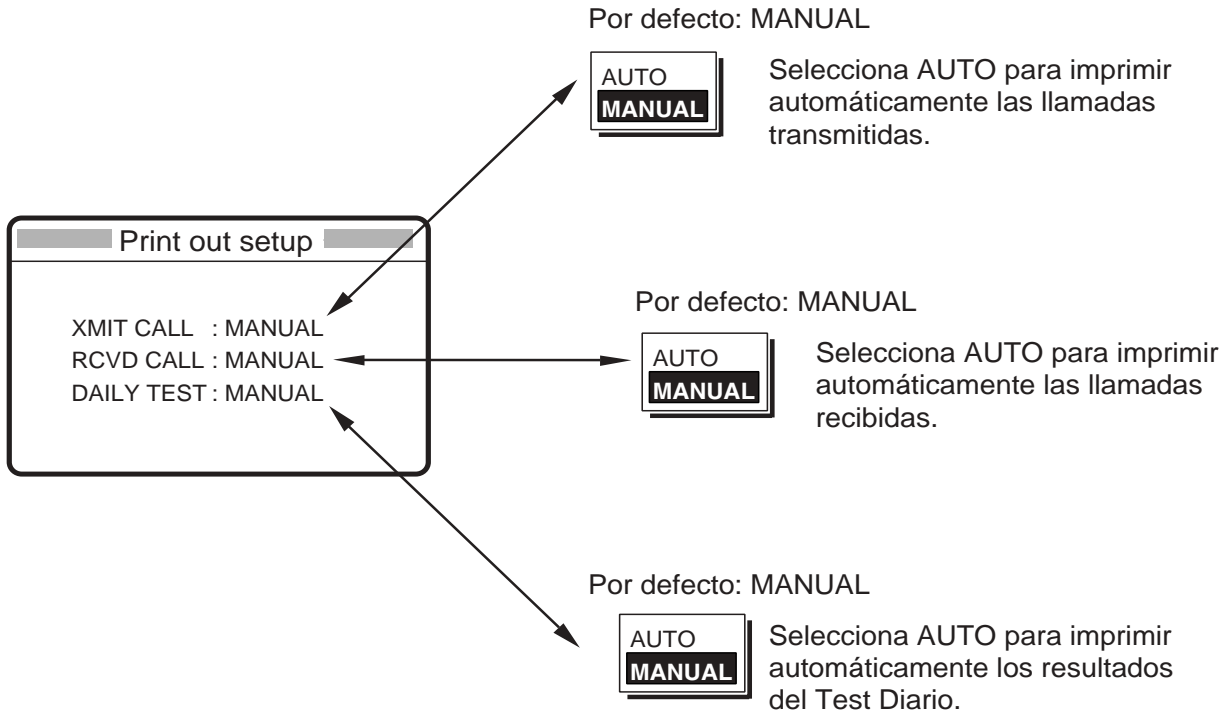 Por defecto: MANUAL
AUTO
MANUAL
Selecciona AUTO para imprimir
automáticamente las llamadas
transmitidas.
Print out setup
XMIT CALL : MANUAL
RCVD CALL : MANUAL
DAILY TEST : MANUAL
Por defecto: MANUAL
AUTO
MANUAL
Selecciona AUTO para imprimir
automáticamente las llamadas
recibidas.
Por defecto: MANUAL
AUTO
MANUAL
Selecciona AUTO para imprimir
automáticamente los resultados
del Test Diario.